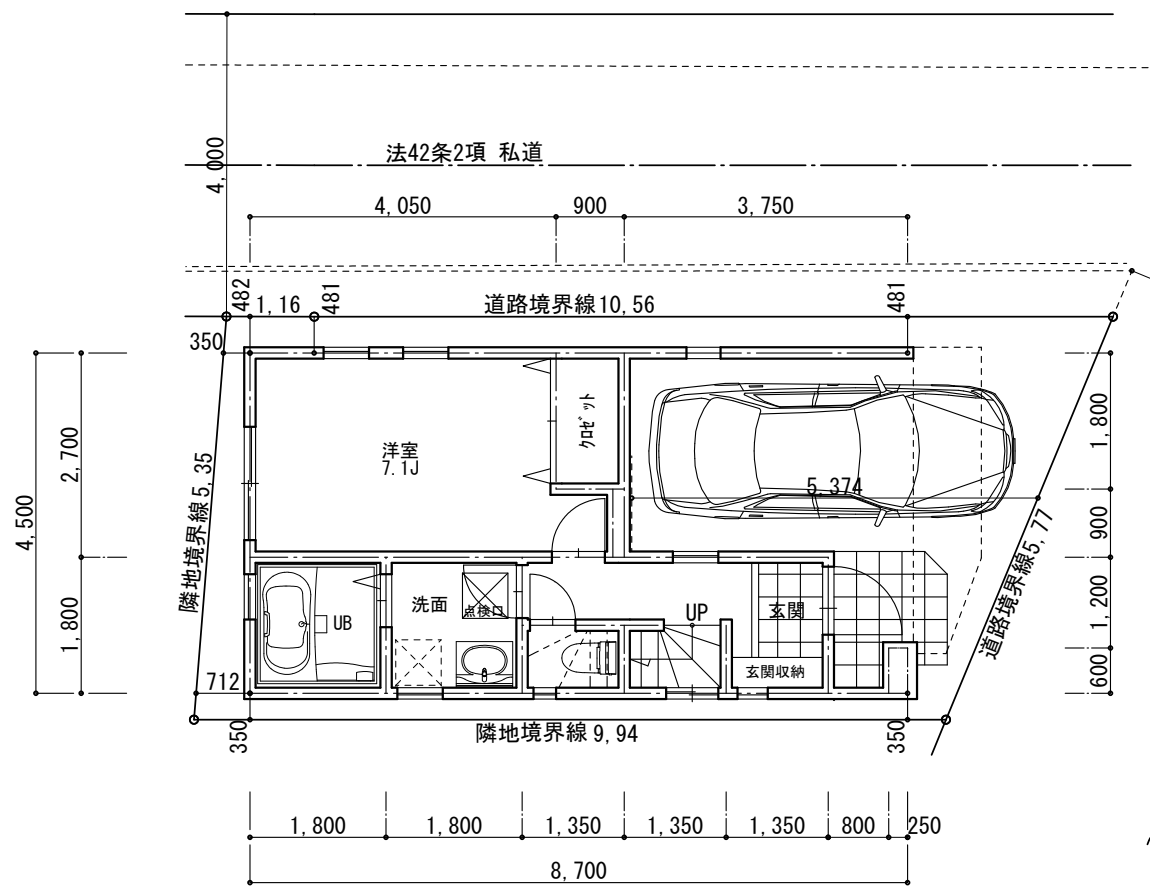 4,000
法42条2項 私道
4,050
900
3,750
482
1,16
481
道路境界線10,56
481
350
2,700
4,500
1,800
隣地境界線5,35
712
350
洋室
7.1J
クロゼット
5,374
1,800
900
1,200
600
道路境界線5,77
UB
洗面
点検口
UP
玄関
玄関収納
隣地境界線9,94
350
1,800
1,800
1,350
1,350
1,350
800
250
8,700